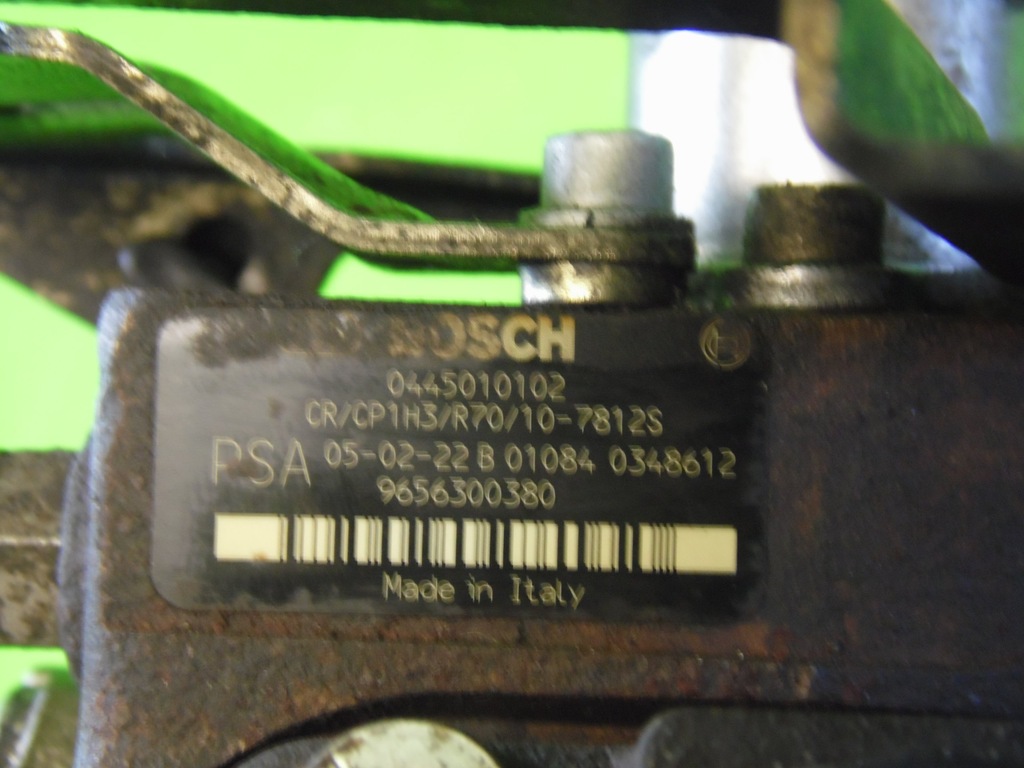 BOSCH
0445010102
CR/CP1H3/R70/10-7812S
PSA 05-02-22 B 01084 0348612
9656300380
Made in Italy